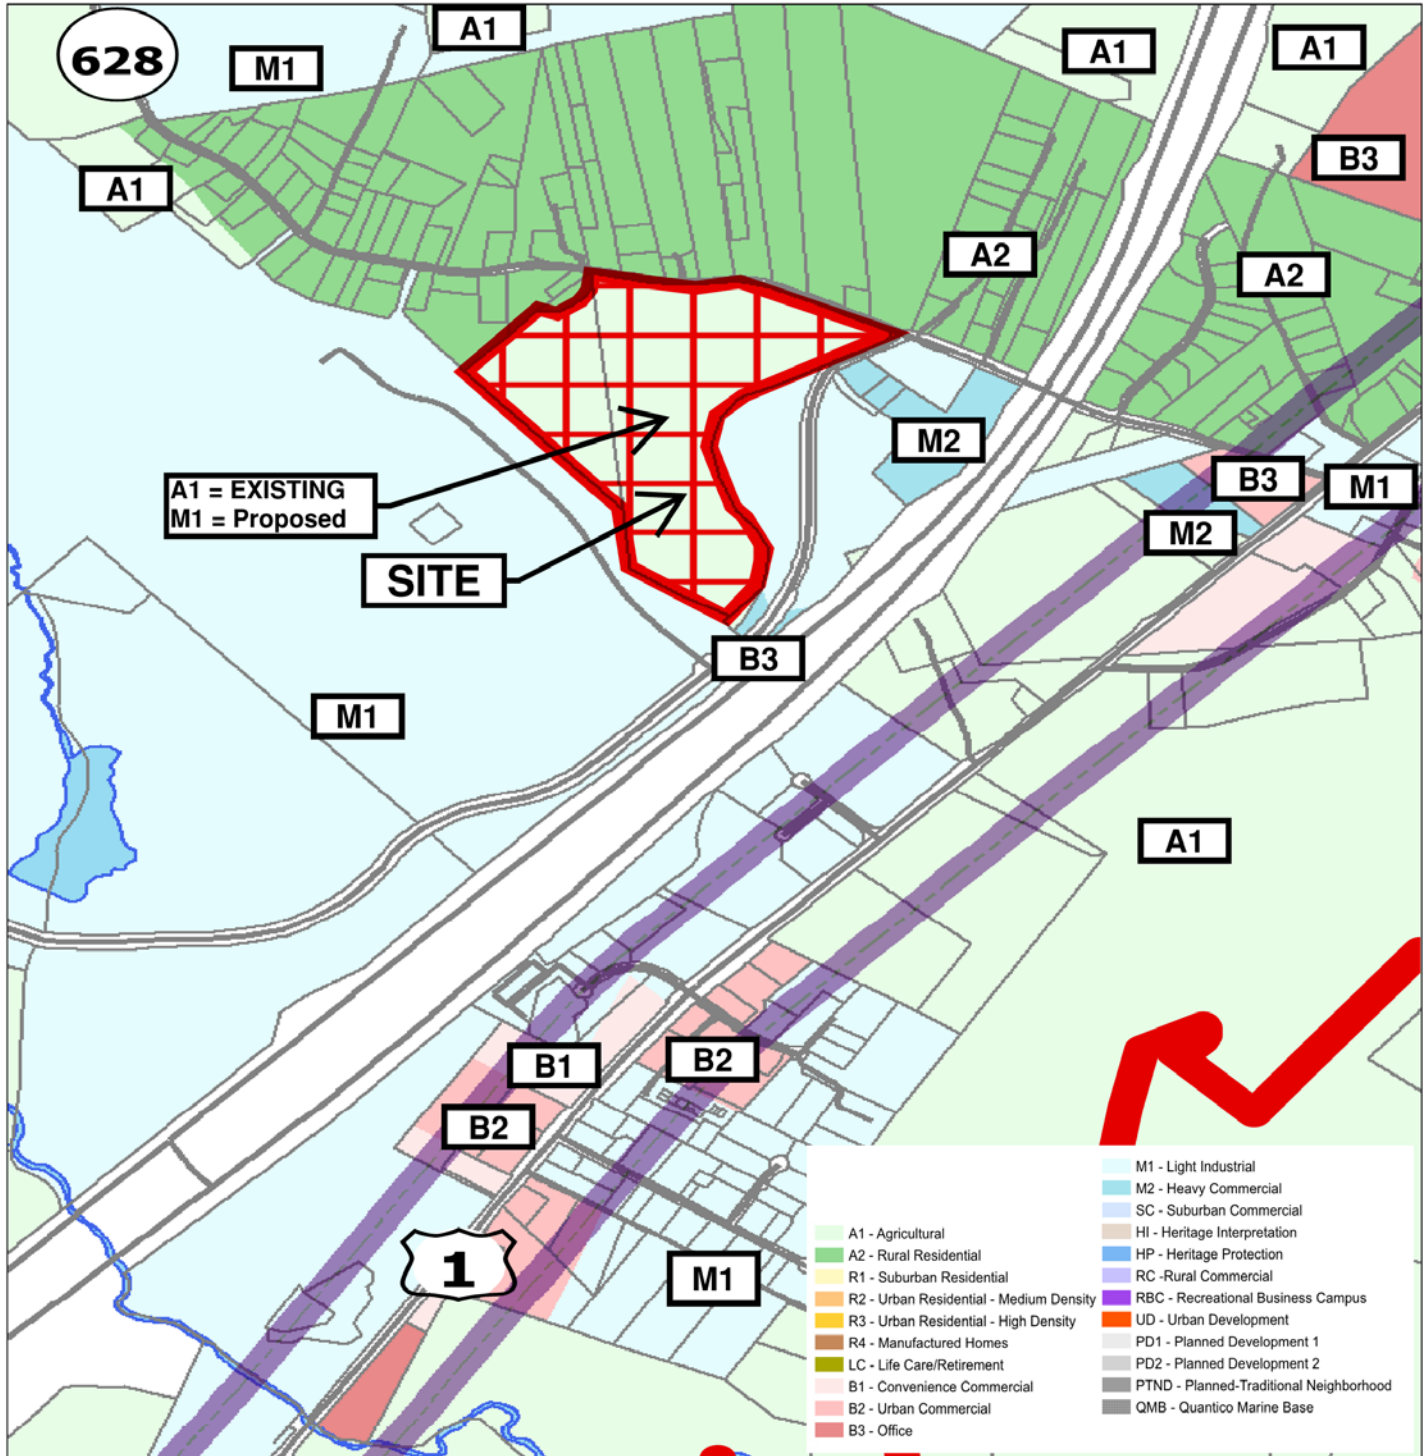 A1
628
M1
A1
A1
B3
A1
A2
A2
M2
B3
M1
A1 = EXISTING
M1 = Proposed
M2
SITE
B3
M1
A1
B1
B2
B2
1
M1
A1 - Agricultural
A2 - Rural Residential
R1 - Suburban Residential
R2 - Urban Residential - Medium Density
R3 - Urban Residential - High Density
R4 - Manufactured Homes
LC - Life Care/Retirement
B1 - Convenience Commercial
B2 - Urban Commercial
B3 - Office
M1 - Light Industrial
M2 - Heavy Commercial
SC - Suburban Commercial
HI - Heritage Interpretation
HP - Heritage Protection
RC -Rural Commercial
RBC - Recreational Business Campus
UD - Urban Development
PD1 - Planned Development 1
PD2 - Planned Development 2
PTND - Planned-Traditional Neighborhood
QMB - Quantico Marine Base